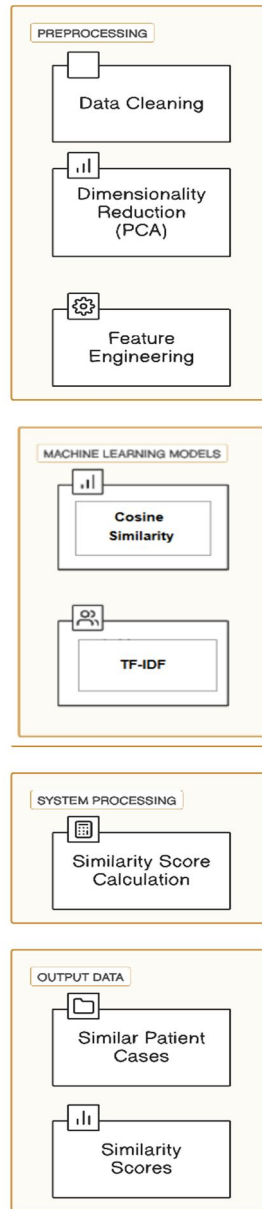 PREPROCESSING
Data Cleaning
Dimensionality
Reduction
(PCA)
Feature
Engineering
MACHINE LEARNING MODELS
Cosine
Similarity
TF-IDF
SYSTEM PROCESSING
Similarity Score
Calculation
OUTPUT DATA
Similar Patient
Cases
Similarity
Scores